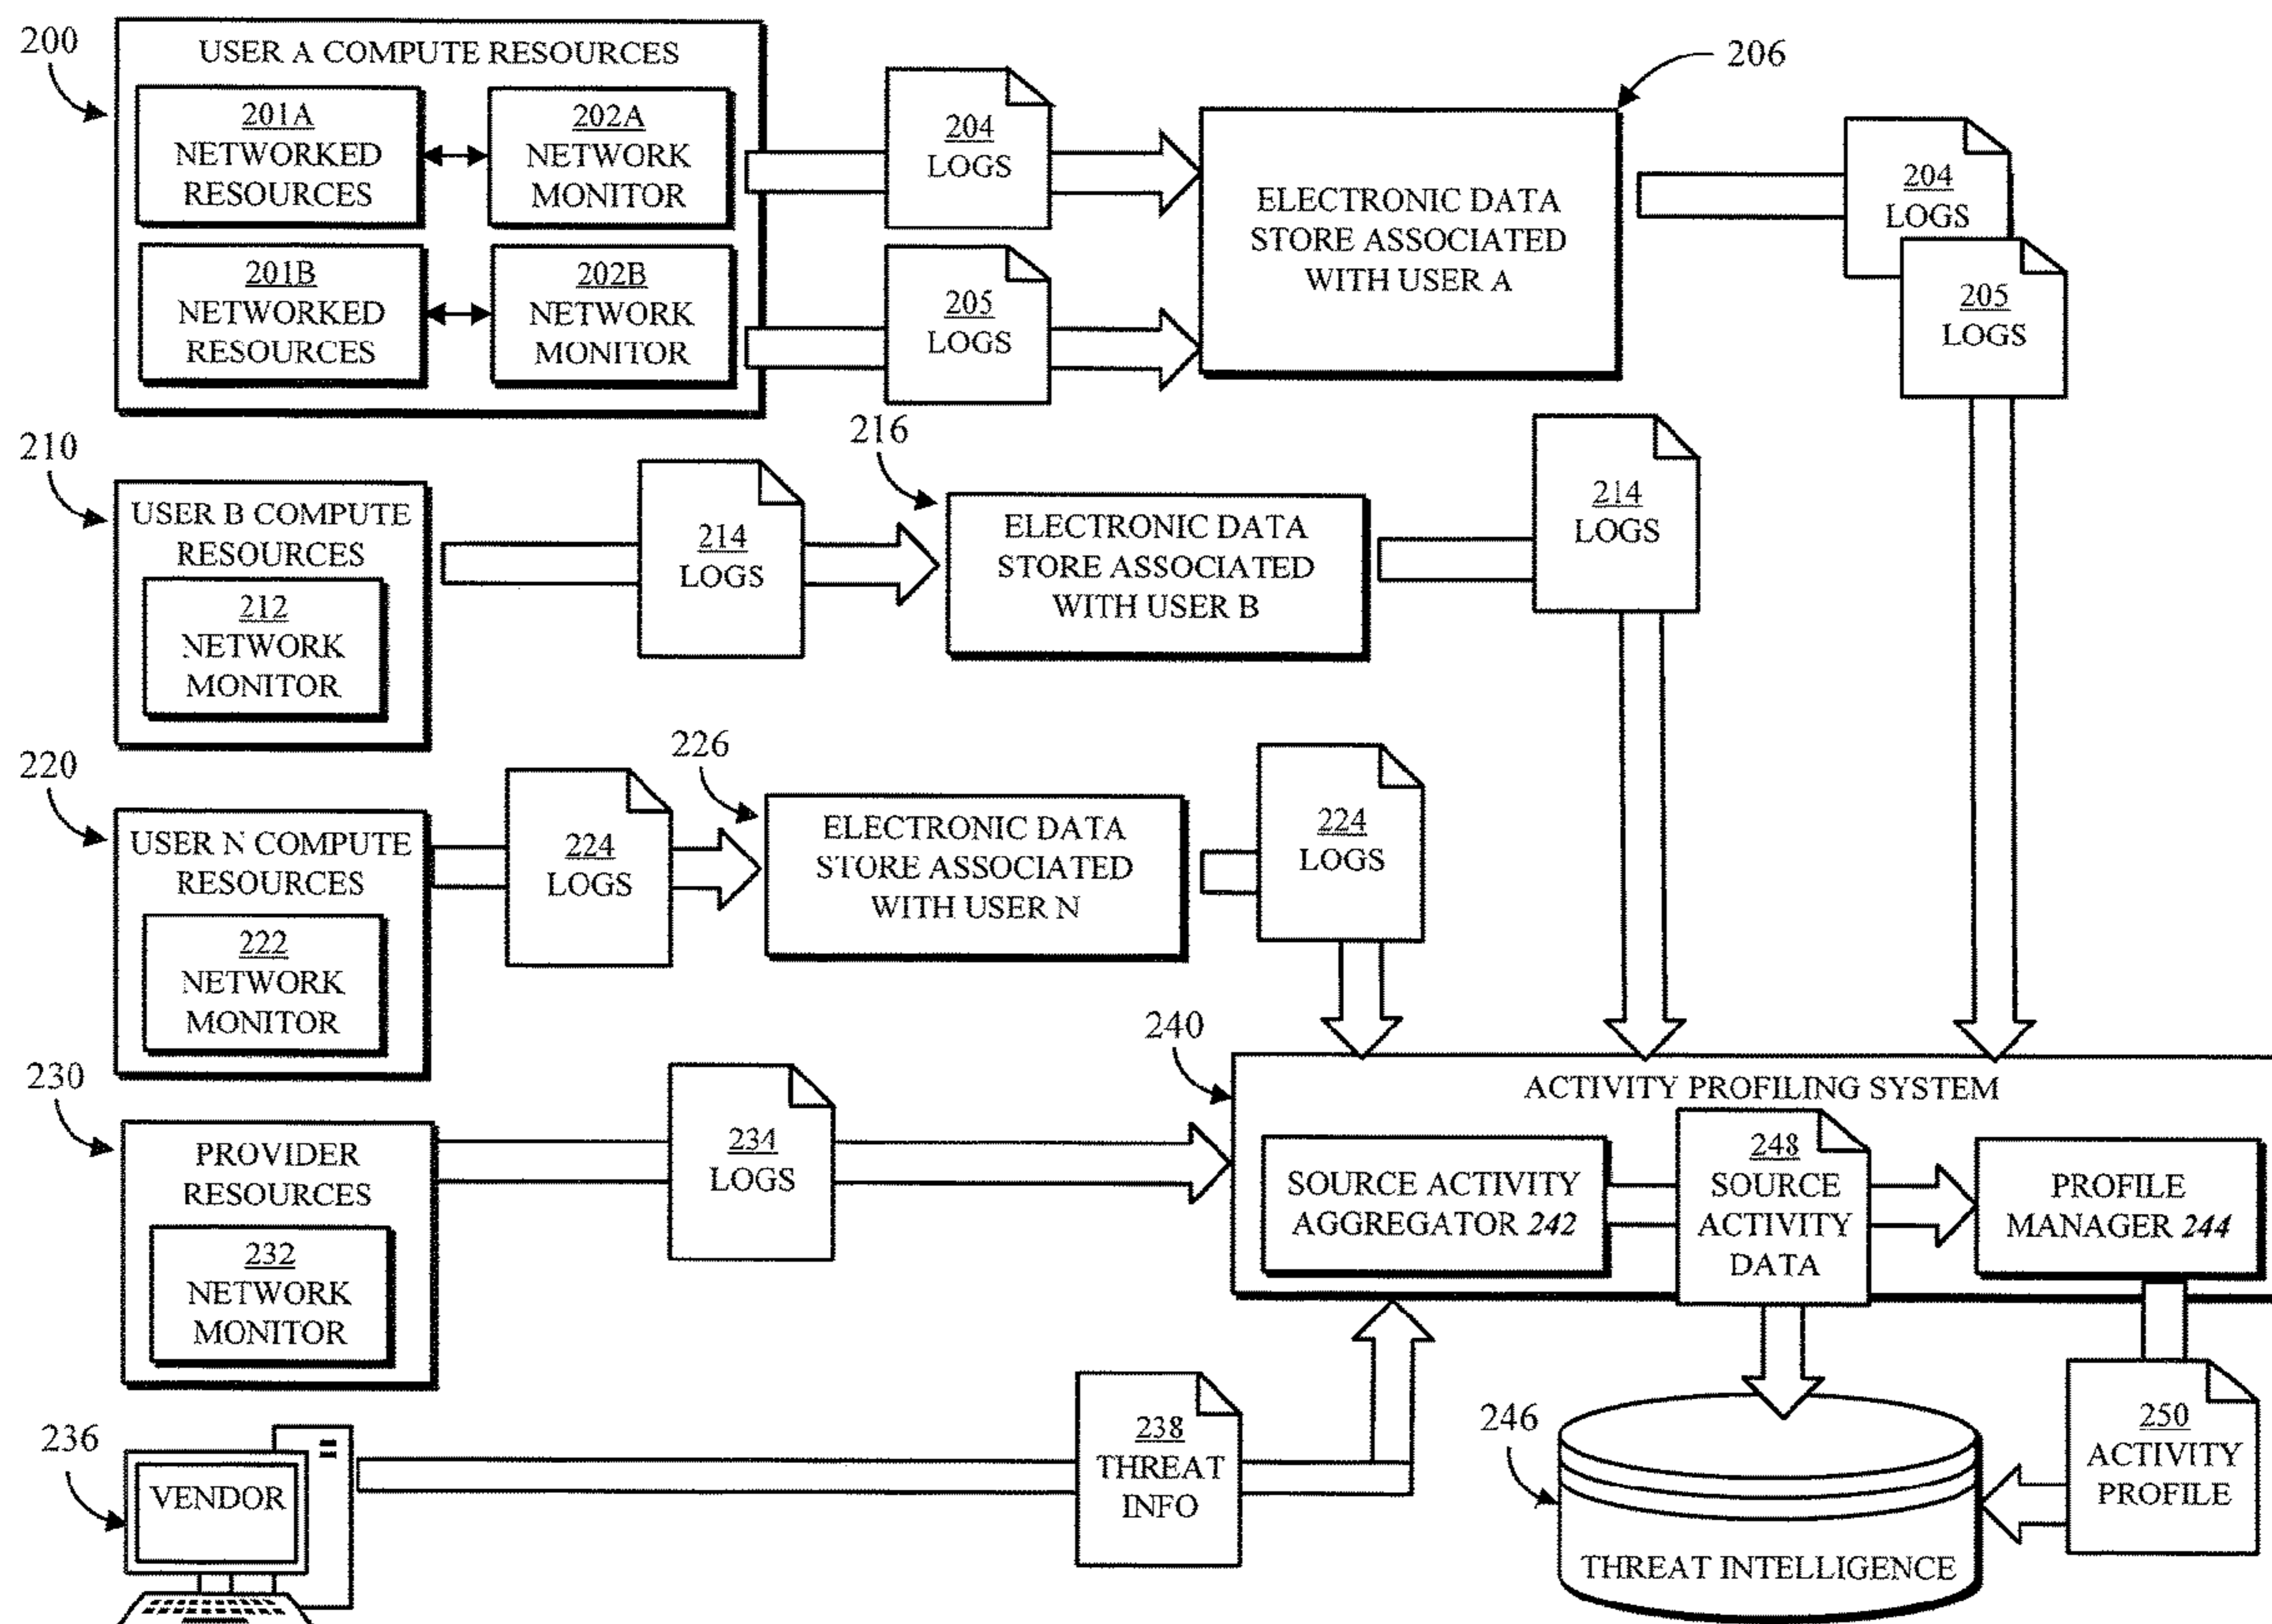 200
USER A COMPUTE RESOURCES
201A
NETWORKED
RESOURCES
202A
NETWORK
MONITOR
201B
NETWORKED
RESOURCES
202B
NETWORK
MONITOR
204
LOGS
205
LOGS
206
ELECTRONIC DATA
STORE ASSOCIATED
WITH USER A
204
LOGS
205
LOGS
210
USER B COMPUTE
RESOURCES
212
NETWORK
MONITOR
214
LOGS
216
ELECTRONIC DATA
STORE ASSOCIATED
WITH USER B
214
LOGS
220
USER N COMPUTE
RESOURCES
222
NETWORK
MONITOR
224
LOGS
226
ELECTRONIC DATA
STORE ASSOCIATED
WITH USER N
224
LOGS
230
PROVIDER
RESOURCES
232
NETWORK
MONITOR
234
LOGS
240
ACTIVITY PROFILING SYSTEM
SOURCE ACTIVITY
AGGREGATOR 242
248
SOURCE
ACTIVITY
DATA
PROFILE
MANAGER 244
236
VENDOR
238
THREAT
INFO
246
THREAT INTELLIGENCE
250
ACTIVITY
PROFILE